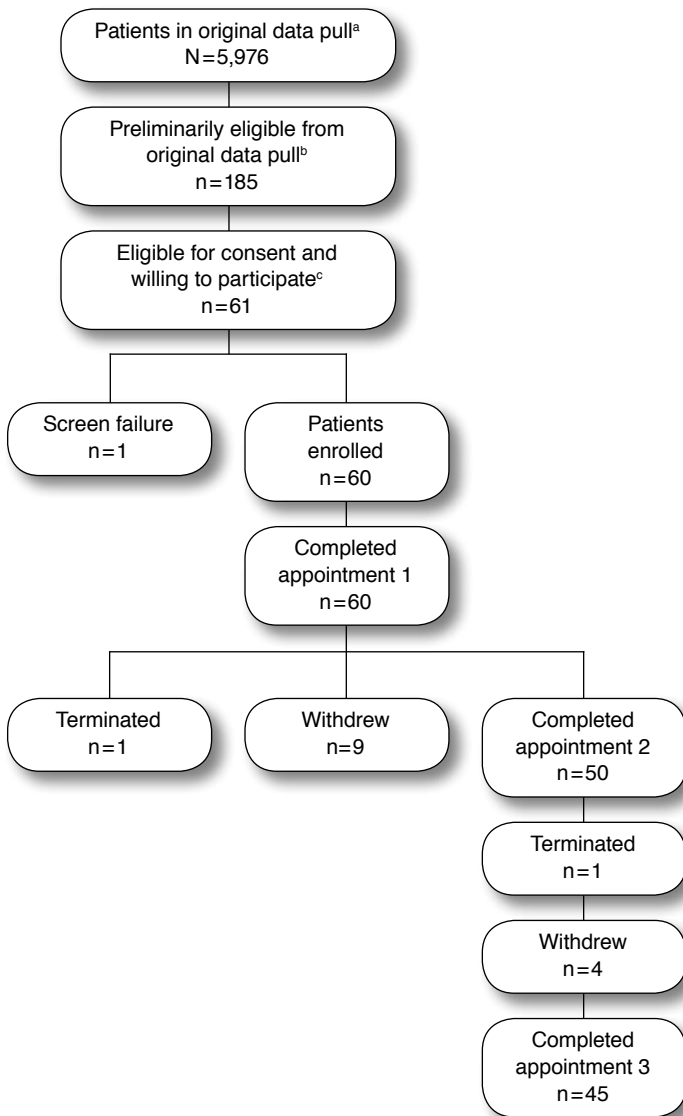 Patients in original data pullᵃ
N=5,976
Preliminarily eligible from
original data pullᵇ
n=185
Eligible for consent and
willing to participateᶜ
n=61
Screen failure
n=1
Patients
enrolled
n=60
Completed
appointment 1
n=60
Terminated
n=1
Withdrew
n=9
Completed
appointment 2
n=50
Terminated
n=1
Withdrew
n=4
Completed
appointment 3
n=45